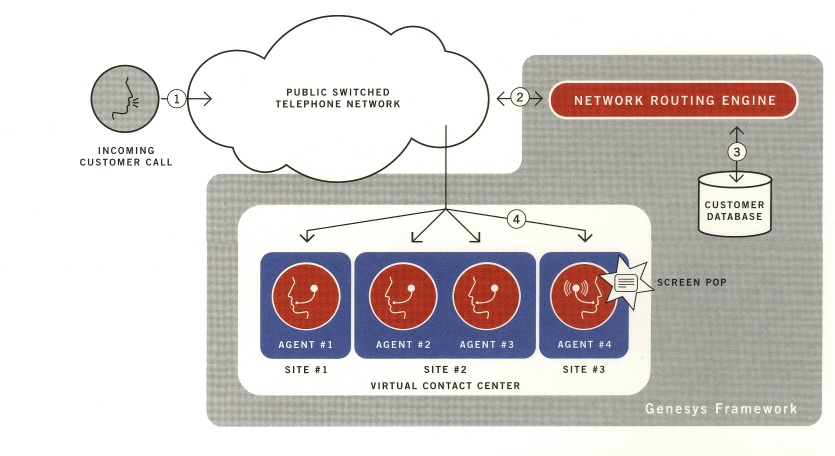 PUBLIC SWITCHED
TELEPHONE NETWORK
1
2
NETWORK ROUTING ENGINE
INCOMING
CUSTOMER CALL
3
CUSTOMER
DATABASE
4
SCREEN POP
AGENT #1
AGENT #2
AGENT #3
AGENT #4
SITE #1
SITE #2
SITE #3
VIRTUAL CONTACT CENTER
Genesys Framework